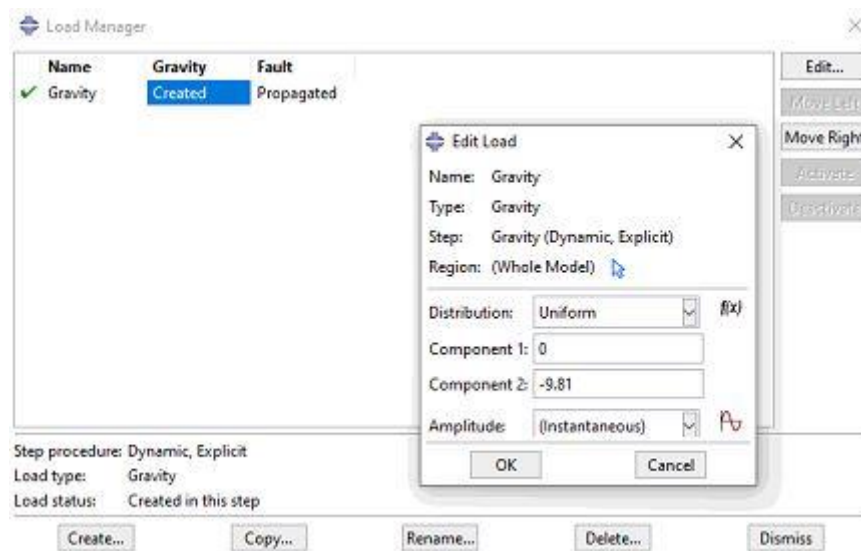 Load Manager
Name Gravity Fault
Gravity Created Propagated
Edit...
Move Left
Move Right
Activate
Deactivate
Edit Load
Name: Gravity
Type: Gravity
Step: Gravity (Dynamic, Explicit)
Region: (Whole Model)
Distribution: Uniform f(x)
Component 1: 0
Component 2: -9.81
Amplitude: (Instantaneous)
OK Cancel
Step procedure: Dynamic, Explicit
Load type: Gravity
Load status: Created in this step
Create... Copy... Rename... Delete... Dismiss